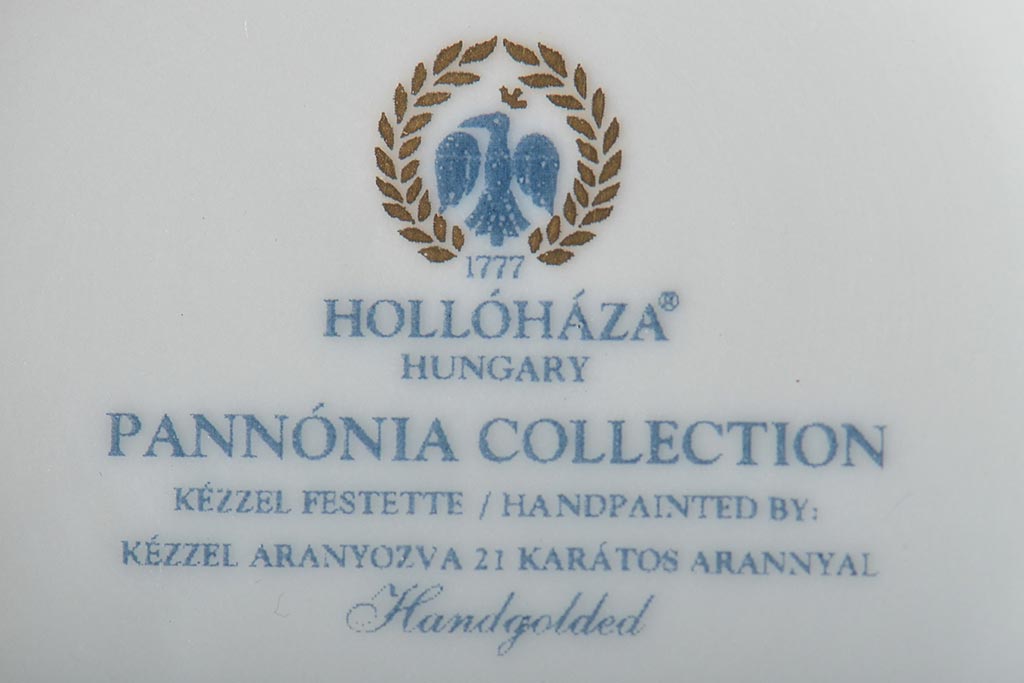 1777
HOLLÓHÁZA®
HUNGARY
PANNÓNIA COLLECTION
KÉZZEL FESTETTE / HANDPAINTED BY:
KÉZZEL ARANYOZVA 21 KARÁTOS ARANNYAL
Handgolded